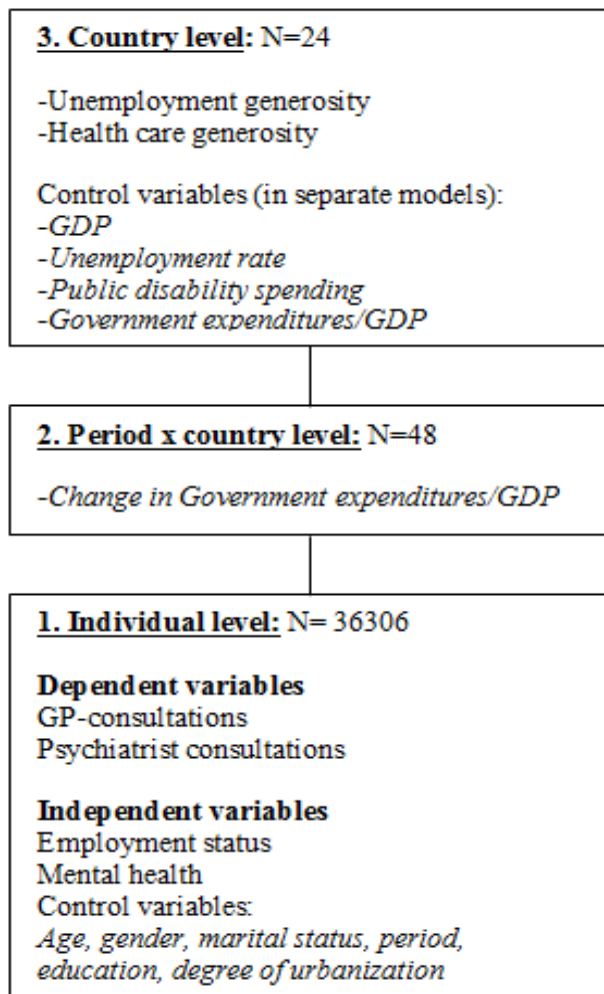 3. Country level: N=24
-Unemployment generosity
-Health care generosity
Control variables (in separate models):
-GDP
-Unemployment rate
-Public disability spending
-Government expenditures/GDP
2. Period x country level: N=48
-Change in Government expenditures/GDP
1. Individual level: N= 36306
Dependent variables
GP-consultations
Psychiatrist consultations
Independent variables
Employment status
Mental health
Control variables:
Age, gender, marital status, period,
education, degree of urbanization